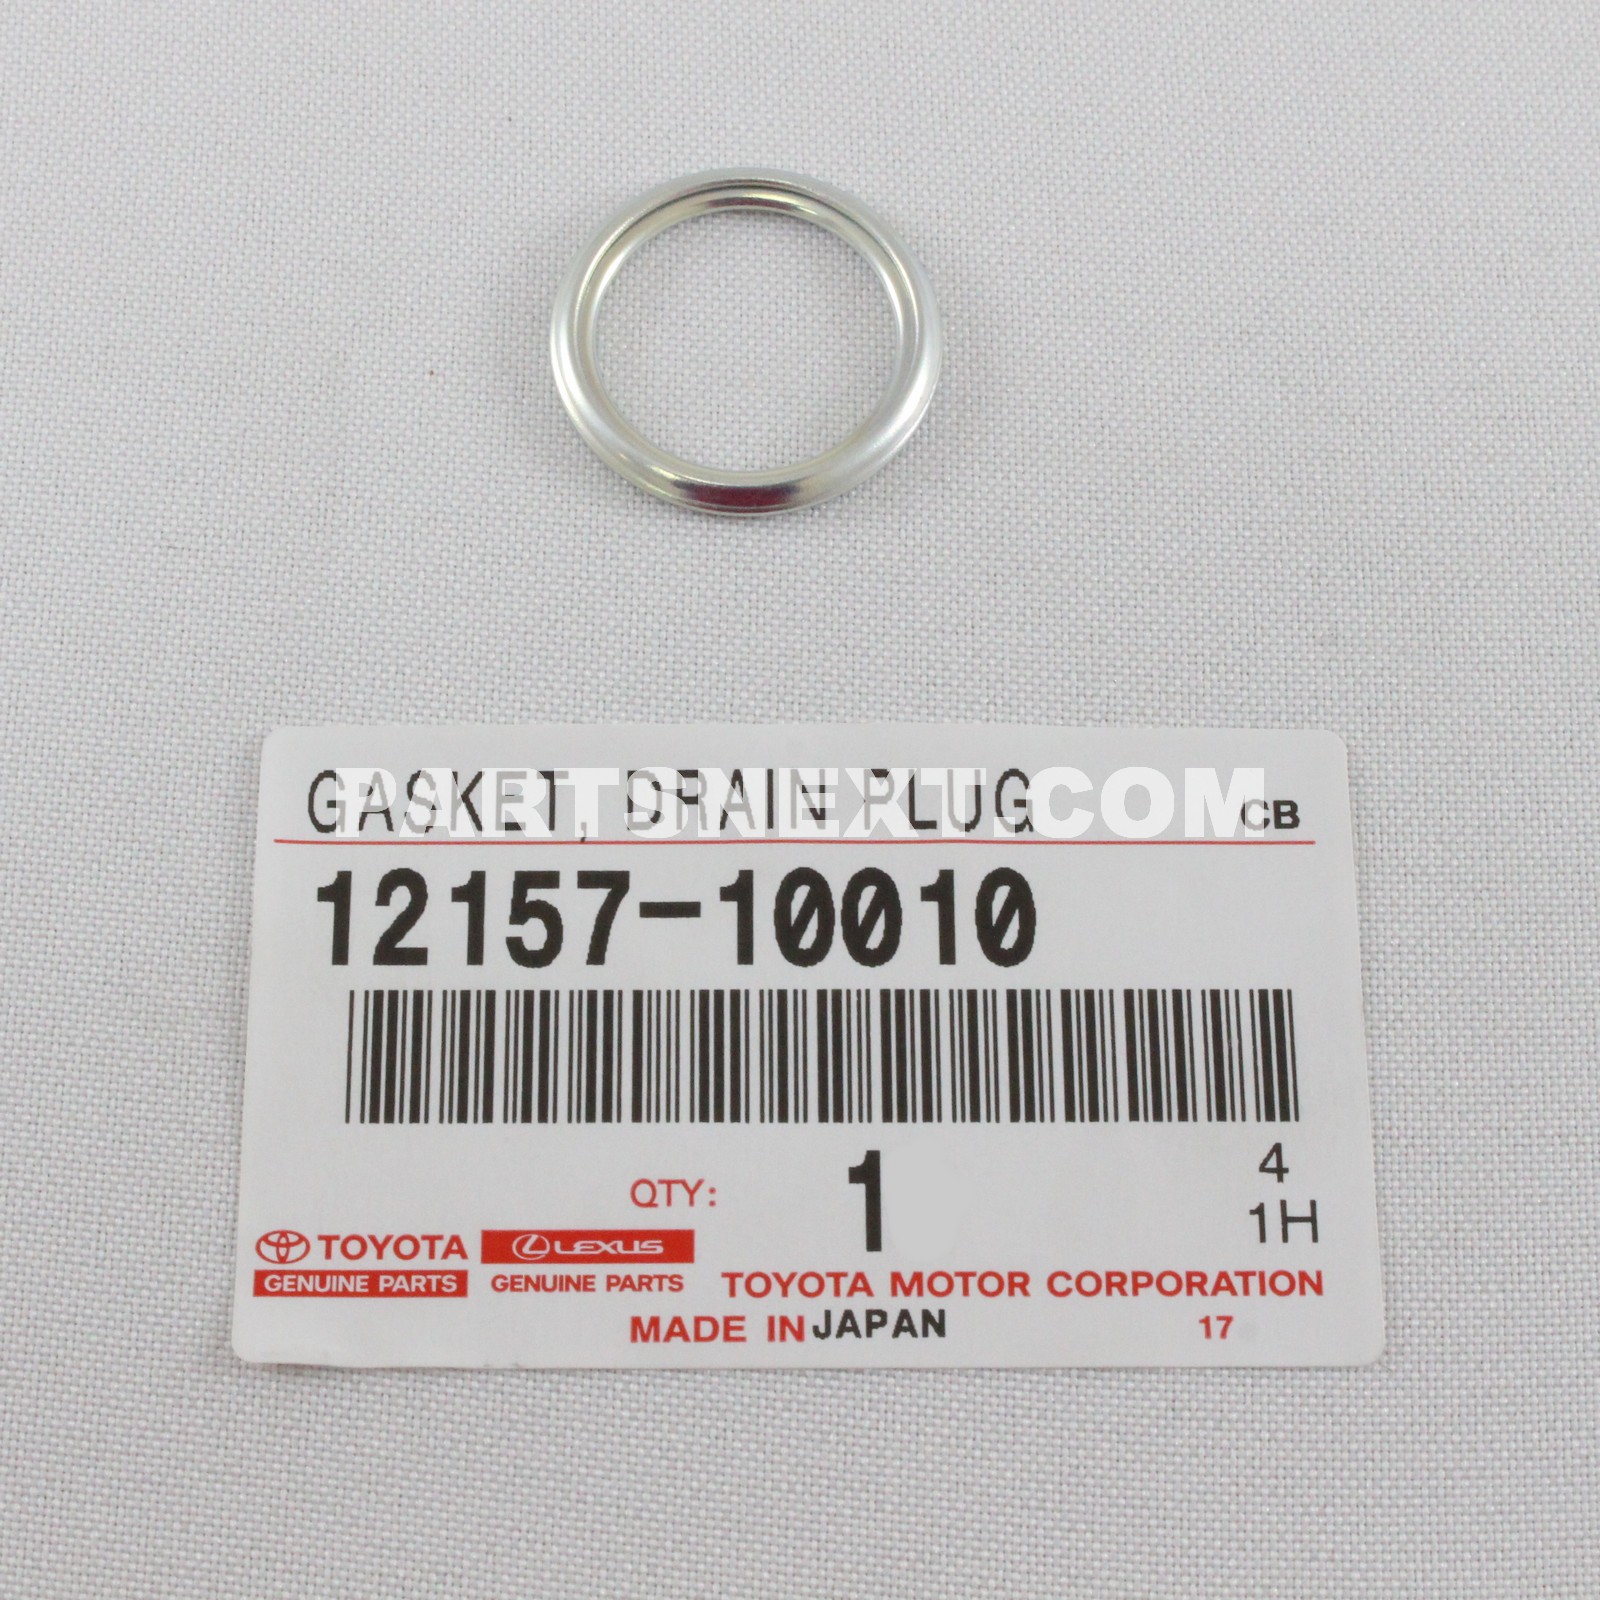 GASKET, DRAIN PLUG
PARTSNEXT.COM
CB
12157-10010
QTY: 1
4
1H
TOYOTA LEXUS
GENUINE PARTS GENUINE PARTS TOYOTA MOTOR CORPORATION
MADE IN JAPAN 17